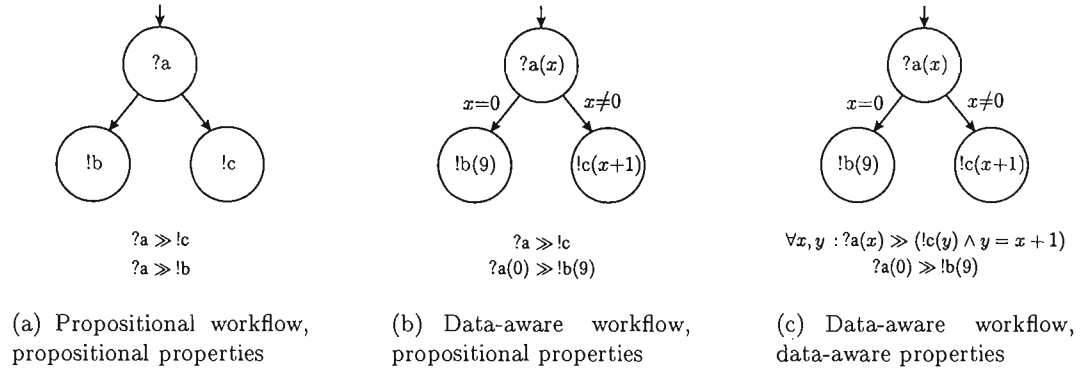 ?a
!b
!c
?a ≫ !c
?a ≫ !b
(a) Propositional workflow,
propositional properties
?a(x)
x=0
x≠0
!b(9)
!c(x+1)
?a ≫ !c
?a(0) ≫ !b(9)
(b) Data-aware workflow,
propositional properties
?a(x)
x=0
x≠0
!b(9)
!c(x+1)
∀x, y : ?a(x) ≫ (!c(y) ∧ y = x + 1)
?a(0) ≫ !b(9)
(c) Data-aware workflow,
data-aware properties